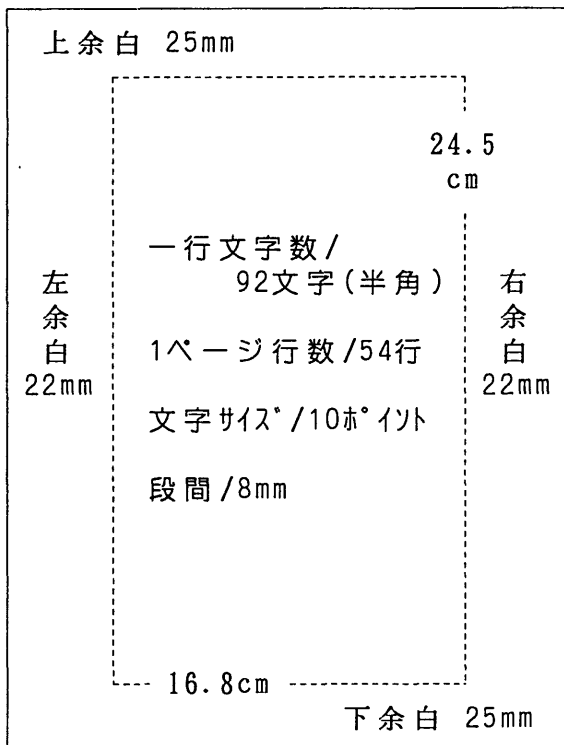 上余白 25mm
24.5
cm
一行文字数/
92文字(半角)
左余白
22mm
右余白
22mm
1ページ行数/54行
文字ｻｲｽﾞ/10ﾎﾟｲﾝﾄ
段間/8mm
16.8cm
下余白 25mm